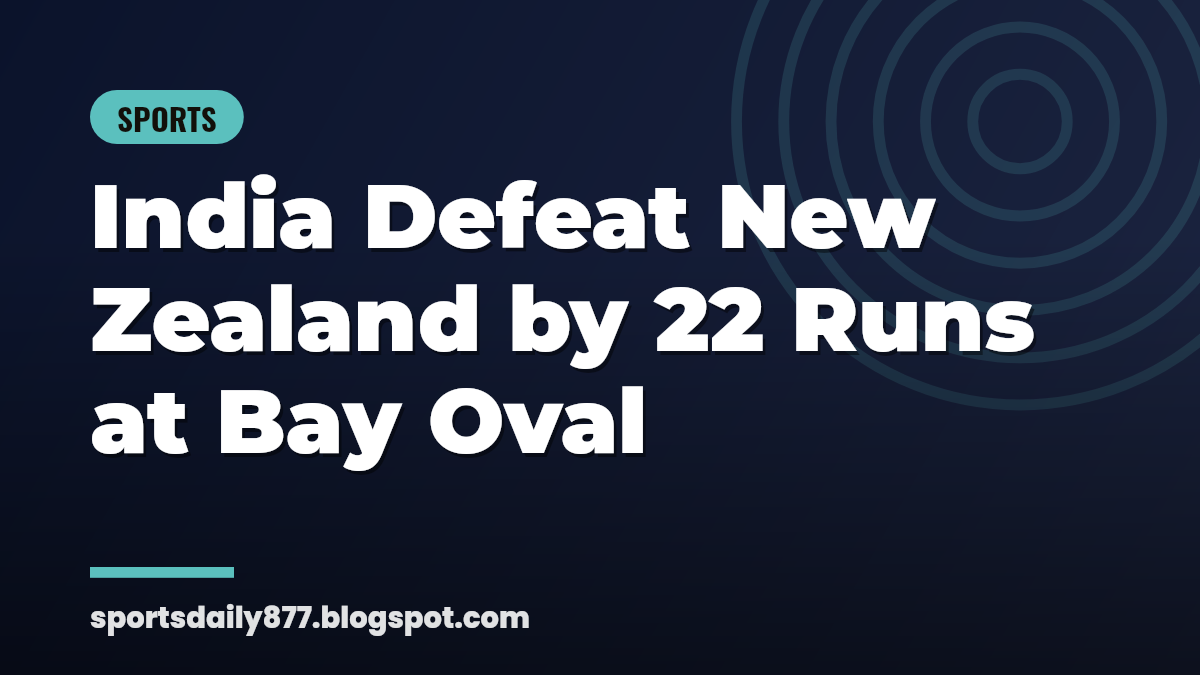 SPORTS
India Defeat New
Zealand by 22 Runs
at Bay Oval
sportsdaily877.blogspot.com